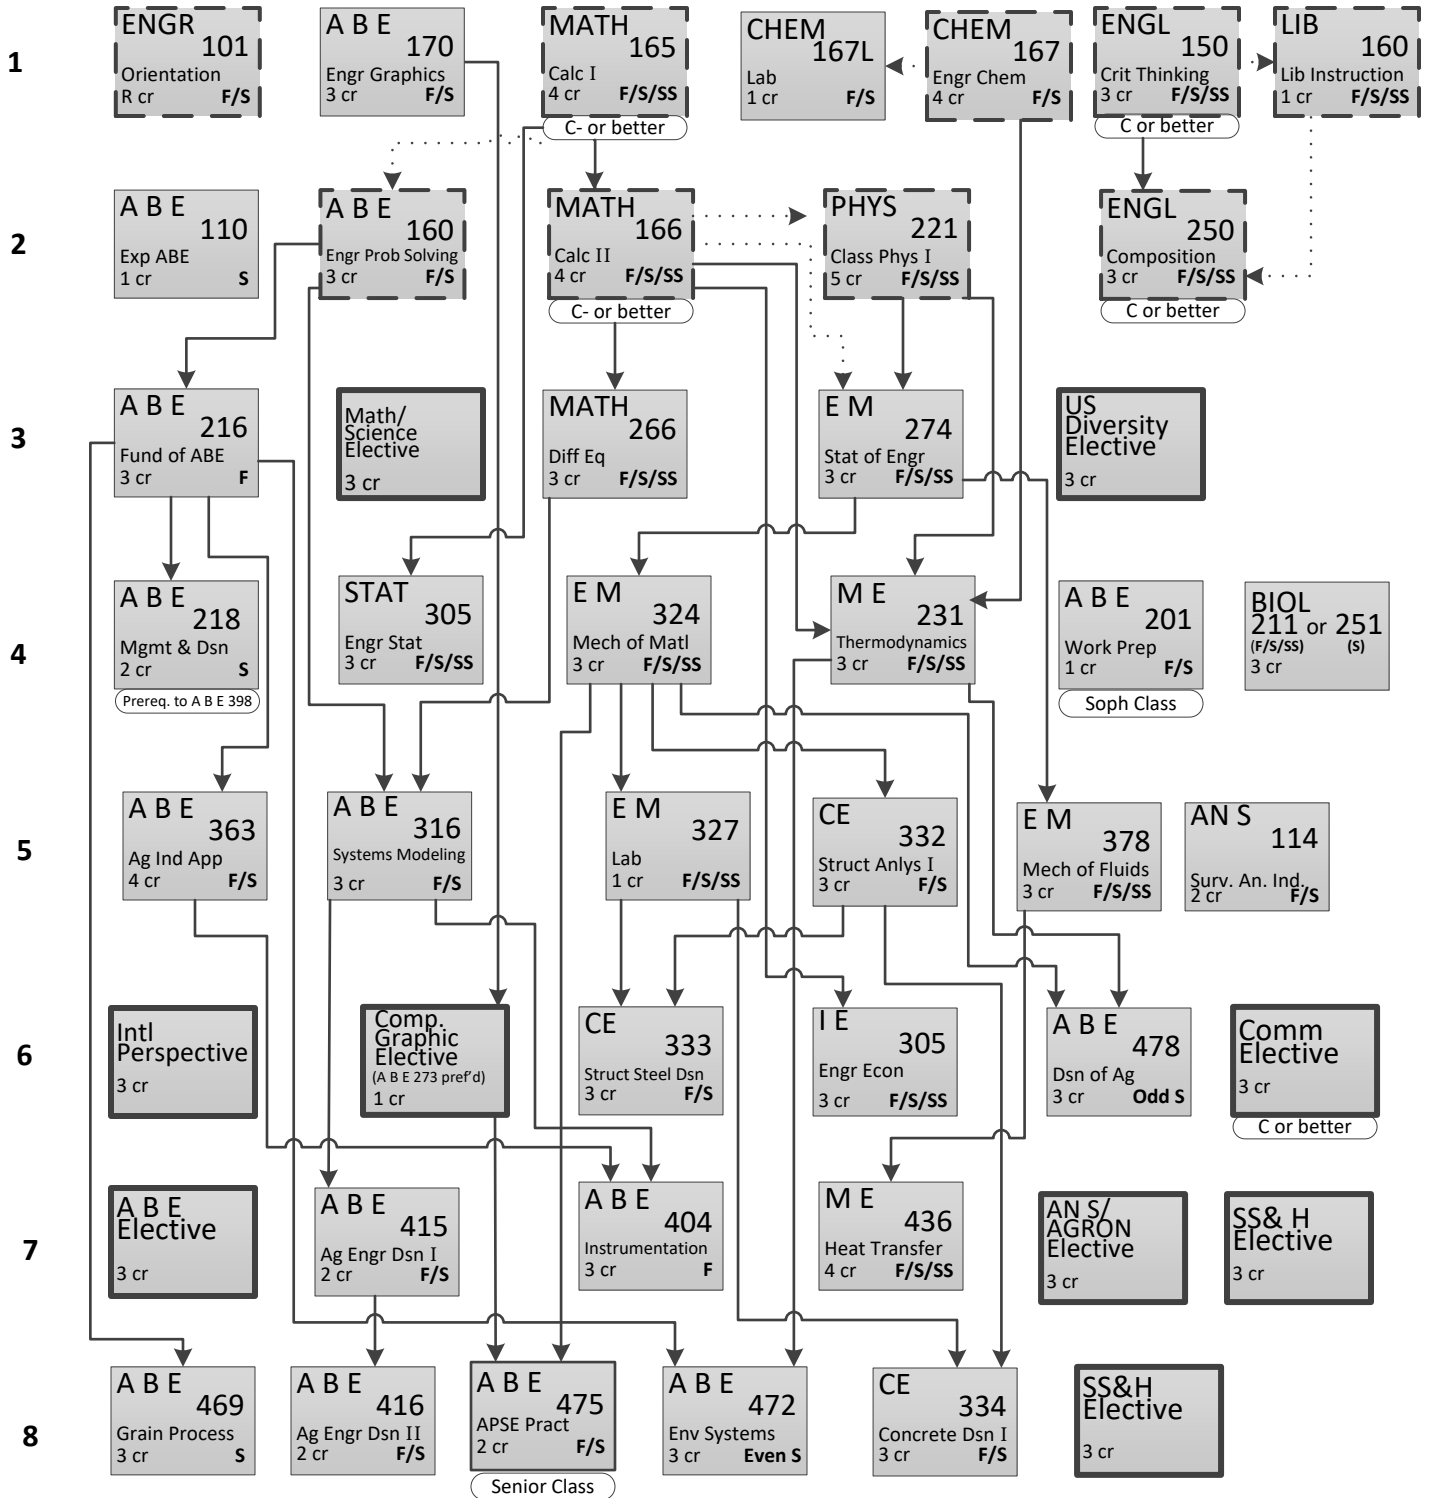 1
ENGR
101
Orientation
R cr F/S
A B E
170
Engr Graphics
3 cr F/S
MATH
165
Calc I
4 cr F/S/SS
C- or better
CHEM
167L
Lab
1 cr F/S
CHEM
167
Engr Chem
4 cr F/S
ENGL
150
Crit Thinking
3 cr F/S/SS
C or better
LIB
160
Lib Instruction
1 cr F/S/SS
2
A B E
110
Exp ABE
1 cr S
A B E
160
Engr Prob Solving
3 cr F/S
MATH
166
Calc II
4 cr F/S/SS
C- or better
PHYS
221
Class Phys I
5 cr F/S/SS
ENGL
250
Composition
3 cr F/S/SS
C or better
3
A B E
216
Fund of ABE
3 cr F
Math/
Science
Elective
3 cr
MATH
266
Diff Eq
3 cr F/S/SS
E M
274
Stat of Engr
3 cr F/S/SS
US
Diversity
Elective
3 cr
4
A B E
218
Mgmt & Dsn
2 cr S
Prereq. to A B E 398
STAT
305
Engr Stat
3 cr F/S/SS
E M
324
Mech of Matl
3 cr F/S/SS
M E
231
Thermodynamics
3 cr F/S/SS
A B E
201
Work Prep
1 cr F/S
Soph Class
BIOL
211 or 251
(F/S/SS) (S)
3 cr
5
A B E
363
Ag Ind App
4 cr F/S
A B E
316
Systems Modeling
3 cr F/S
E M
327
Lab
1 cr F/S/SS
CE
332
Struct Anlys I
3 cr F/S
E M
378
Mech of Fluids
3 cr F/S/SS
AN S
114
Surv. An. Ind.
2 cr F/S
6
Intl
Perspective
3 cr
Comp.
Graphic
Elective
(A B E 273 pref'd)
1 cr
CE
333
Struct Steel Dsn
3 cr F/S
I E
305
Engr Econ
3 cr F/S/SS
A B E
478
Dsn of Ag
3 cr Odd S
Comm
Elective
3 cr
C or better
7
A B E
Elective
3 cr
A B E
415
Ag Engr Dsn I
2 cr F/S
A B E
404
Instrumentation
3 cr F
M E
436
Heat Transfer
4 cr F/S/SS
AN S/
AGRON
Elective
3 cr
SS& H
Elective
3 cr
8
A B E
469
Grain Process
3 cr S
A B E
416
Ag Engr Dsn II
2 cr F/S
A B E
475
APSE Pract
2 cr F/S
Senior Class
A B E
472
Env Systems
3 cr Even S
CE
334
Concrete Dsn I
3 cr F/S
SS&H
Elective
3 cr